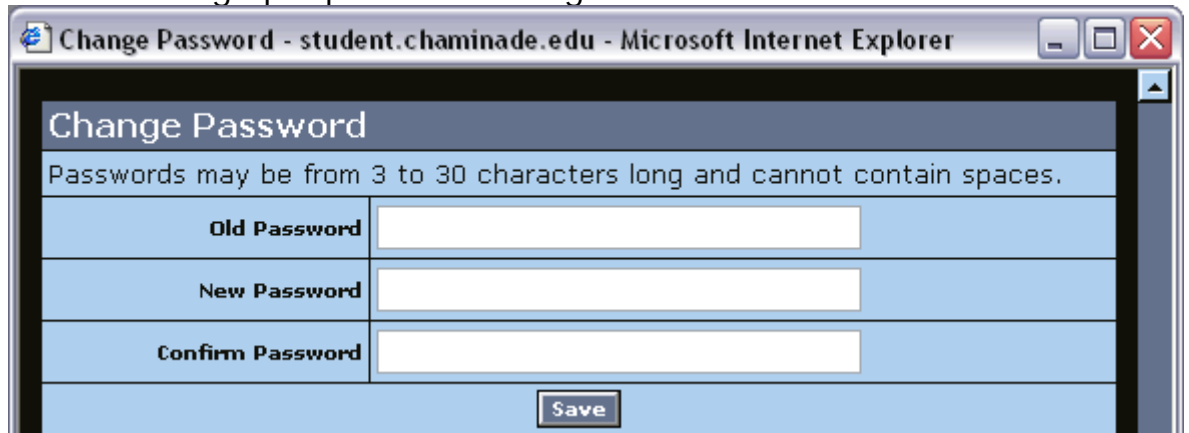 Change Password - student.chaminade.edu - Microsoft Internet Explorer
Change Password
Passwords may be from 3 to 30 characters long and cannot contain spaces.
Old Password
New Password
Confirm Password
Save